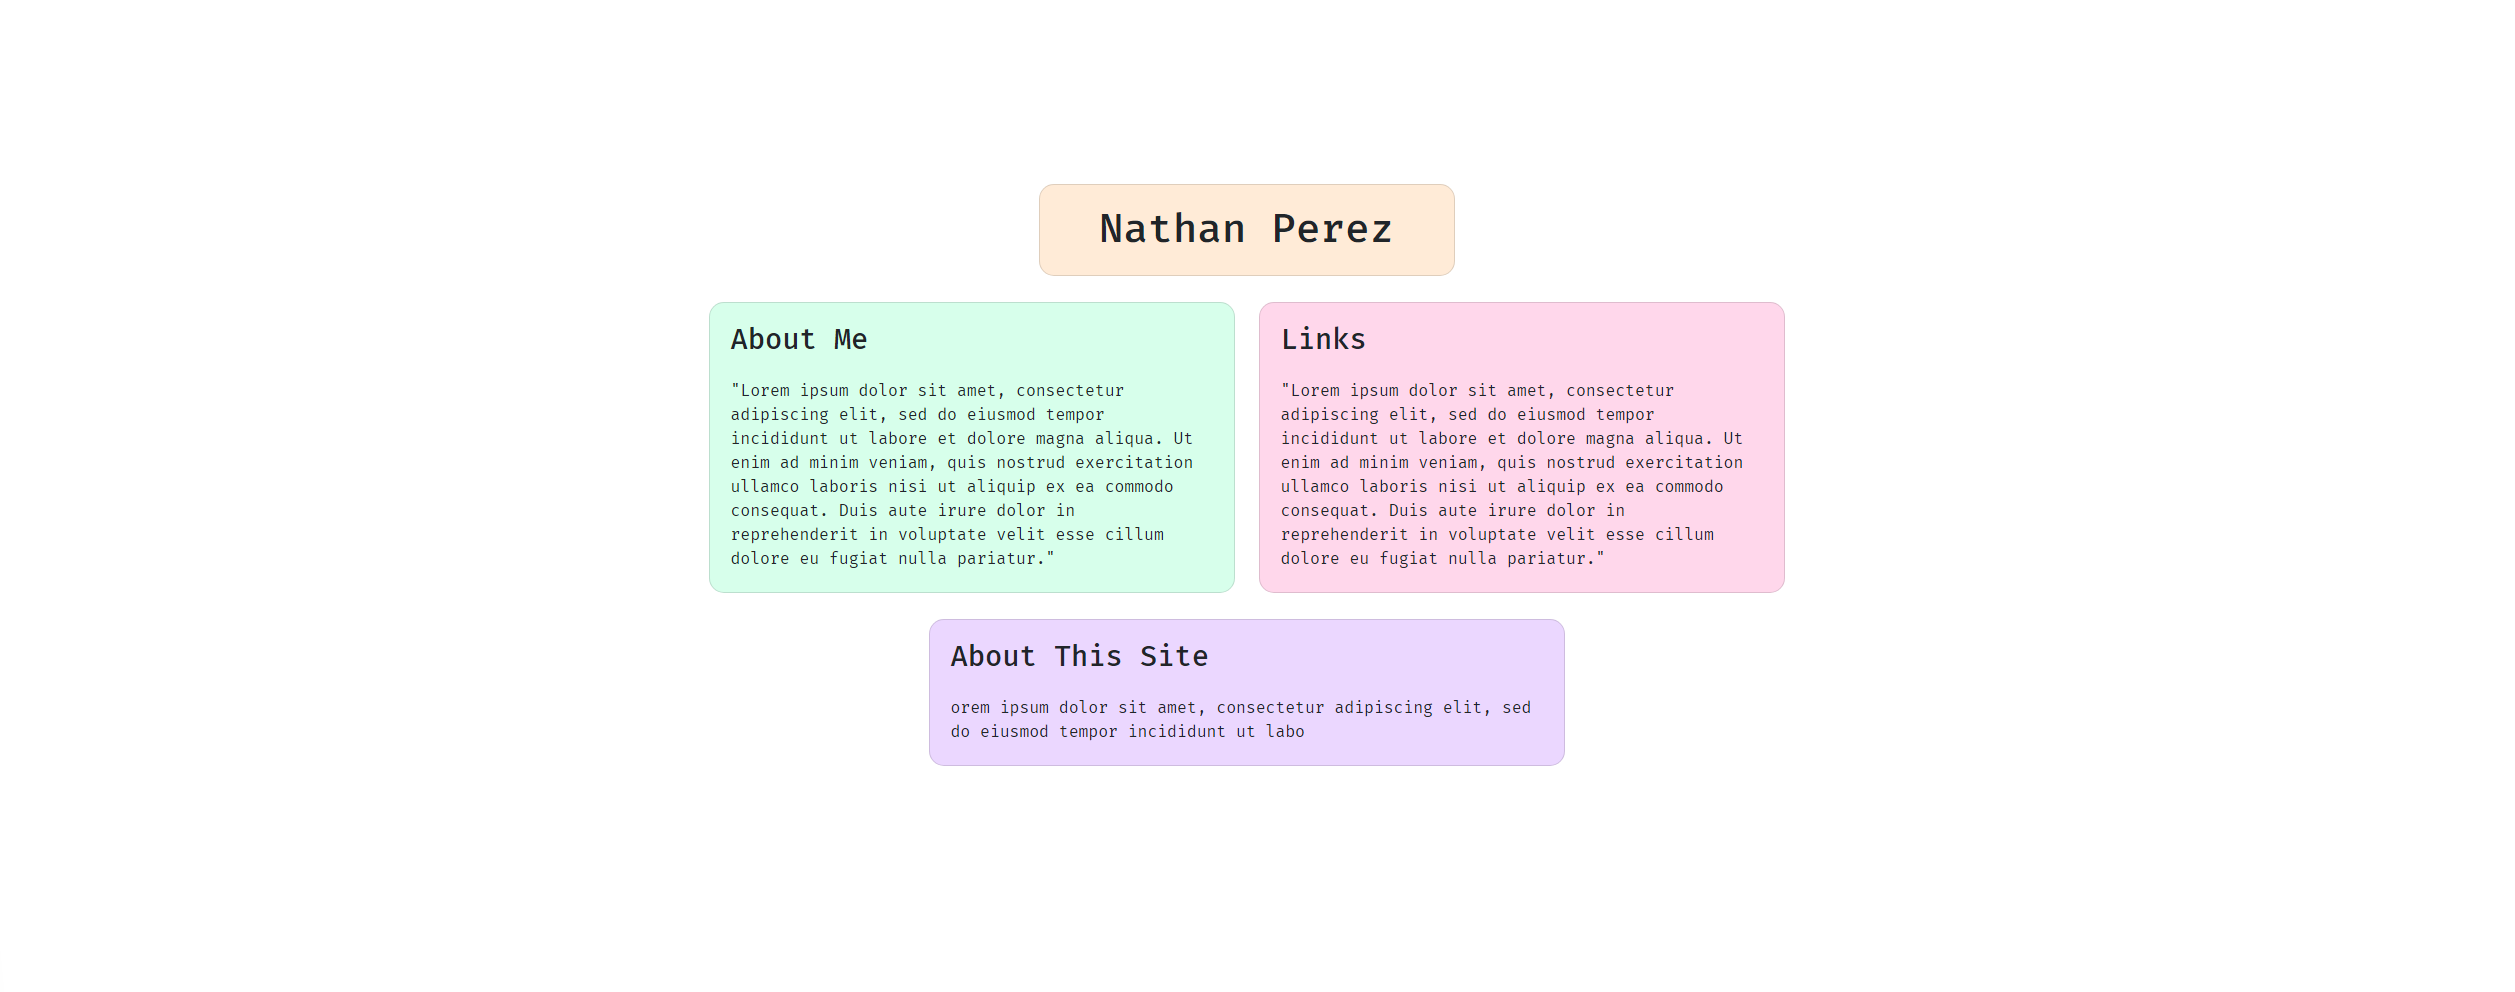 Nathan Perez
About Me
"Lorem ipsum dolor sit amet, consectetur
adipiscing elit, sed do eiusmod tempor
incididunt ut labore et dolore magna aliqua. Ut
enim ad minim veniam, quis nostrud exercitation
ullamco laboris nisi ut aliquip ex ea commodo
consequat. Duis aute irure dolor in
reprehenderit in voluptate velit esse cillum
dolore eu fugiat nulla pariatur."
Links
"Lorem ipsum dolor sit amet, consectetur
adipiscing elit, sed do eiusmod tempor
incididunt ut labore et dolore magna aliqua. Ut
enim ad minim veniam, quis nostrud exercitation
ullamco laboris nisi ut aliquip ex ea commodo
consequat. Duis aute irure dolor in
reprehenderit in voluptate velit esse cillum
dolore eu fugiat nulla pariatur."
About This Site
orem ipsum dolor sit amet, consectetur adipiscing elit, sed
do eiusmod tempor incididunt ut labo